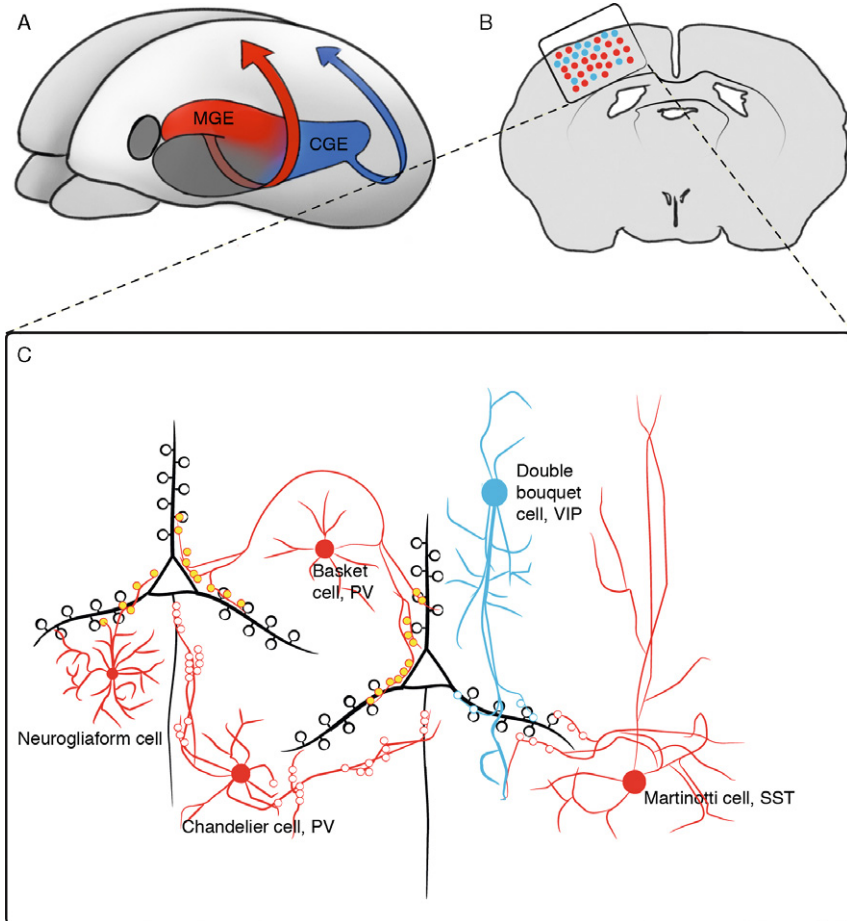 A
B
MGE
CGE
C
Double
bouquet
cell, VIP
Basket
cell, PV
Neurogliaform cell
Martinotti cell, SST
Chandelier cell, PV